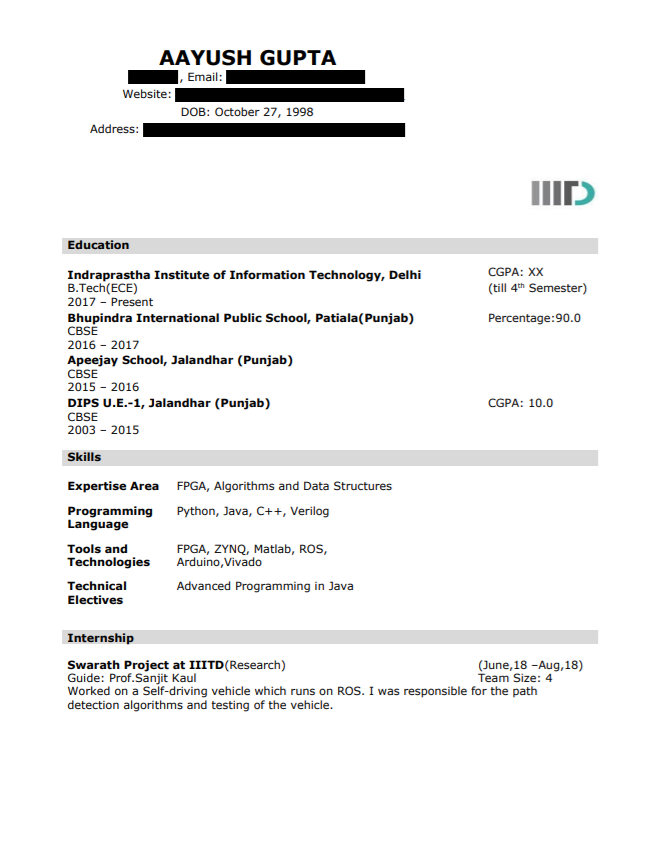 AAYUSH GUPTA
, Email:
Website:
DOB: October 27, 1998
Address:
IIITD
Education
Indraprastha Institute of Information Technology, Delhi CGPA: XX
B.Tech(ECE) (till 4th Semester)
2017 – Present
Bhupindra International Public School, Patiala(Punjab) Percentage:90.0
CBSE
2016 – 2017
Apeejay School, Jalandhar (Punjab)
CBSE
2015 – 2016
DIPS U.E.-1, Jalandhar (Punjab) CGPA: 10.0
CBSE
2003 – 2015
Skills
Expertise Area FPGA, Algorithms and Data Structures
Programming Python, Java, C++, Verilog
Language
Tools and FPGA, ZYNQ, Matlab, ROS,
Technologies Arduino,Vivado
Technical Advanced Programming in Java
Electives
Internship
Swarath Project at IIITD(Research) (June,18 –Aug,18)
Guide: Prof.Sanjit Kaul Team Size: 4
Worked on a Self-driving vehicle which runs on ROS. I was responsible for the path
detection algorithms and testing of the vehicle.